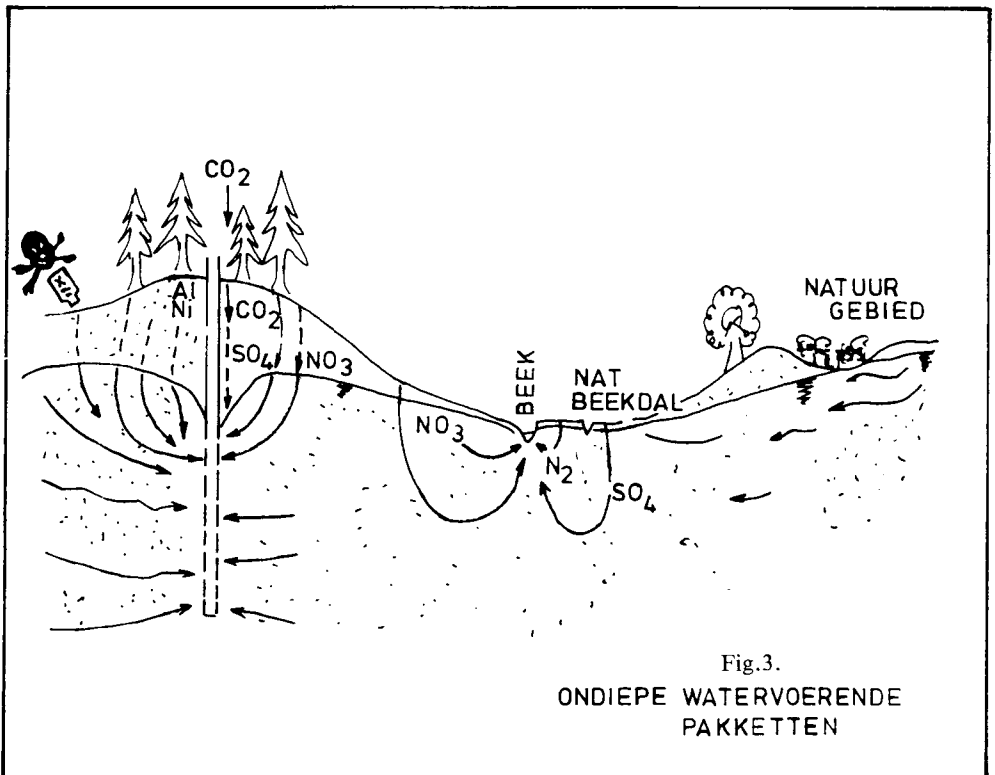 CO2
Al
Ni
CO2
SO4
NO3
BEEK
NAT
BEEKDAL
NATUUR
GEBIED
NO3
N2
SO4
Fig.3.
ONDIEPE WATERVOERENDE
PAKKETTEN